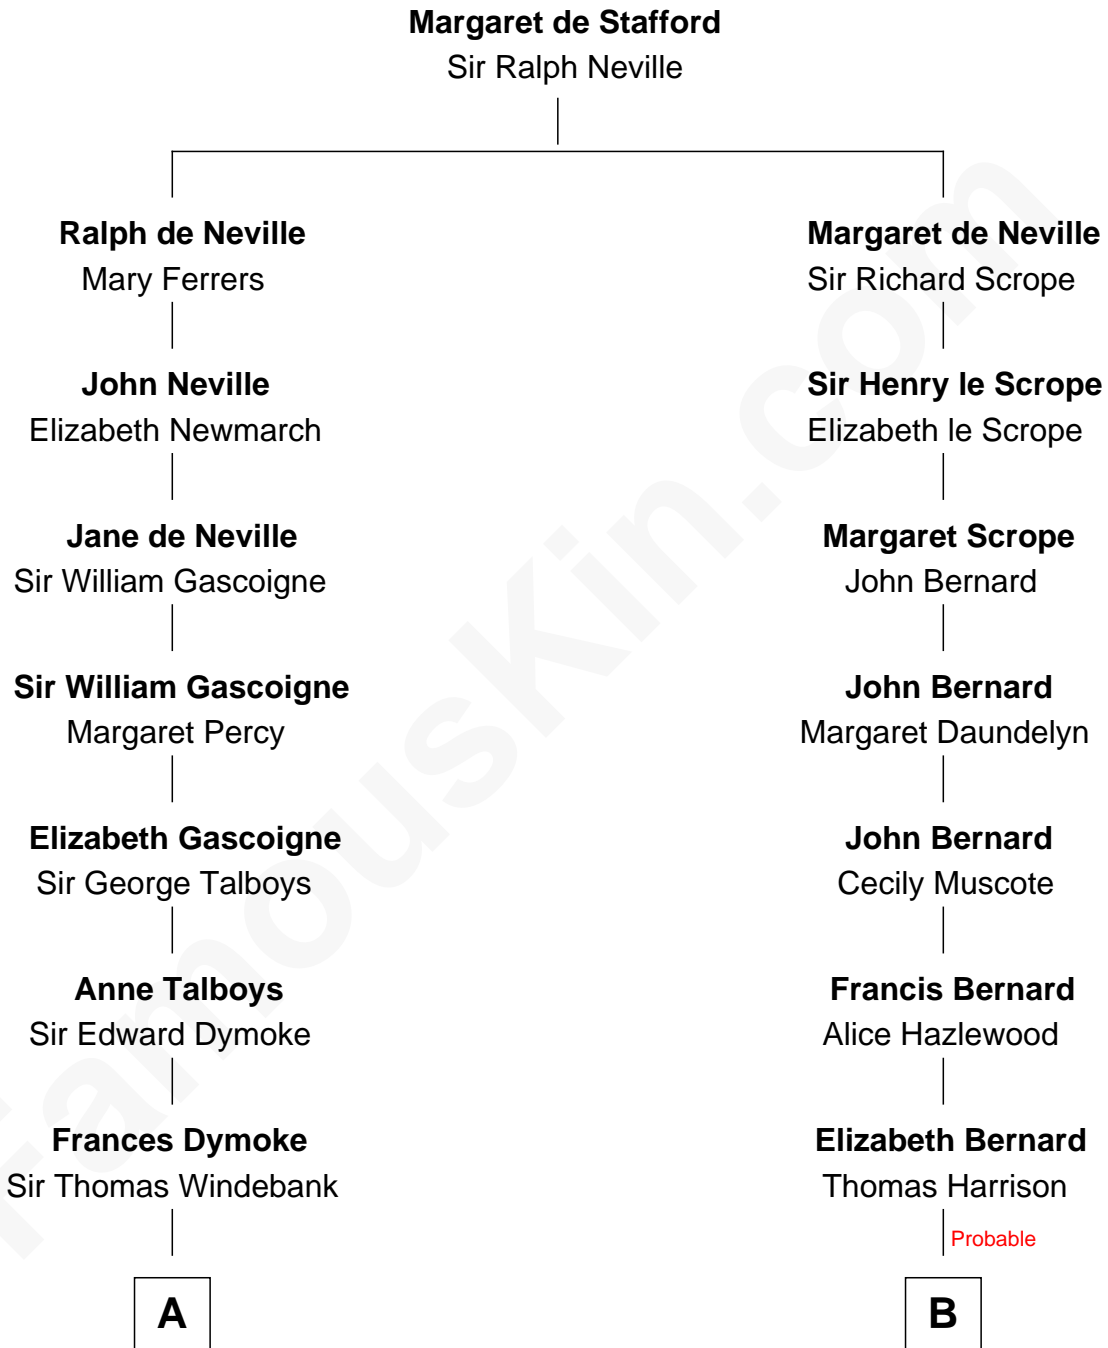 Margaret de Stafford
Sir Ralph Neville
Ralph de Neville
Mary Ferrers
John Neville
Elizabeth Newmarch
Jane de Neville
Sir William Gascoigne
Sir William Gascoigne
Margaret Percy
Elizabeth Gascoigne
Sir George Talboys
Anne Talboys
Sir Edward Dymoke
Frances Dymoke
Sir Thomas Windebank
A
Margaret de Neville
Sir Richard Scrope
Sir Henry le Scrope
Elizabeth le Scrope
Margaret Scrope
John Bernard
John Bernard
Margaret Daundelyn
John Bernard
Cecily Muscote
Francis Bernard
Alice Hazlewood
Elizabeth Bernard
Thomas Harrison
Probable
B
FamousKin.com